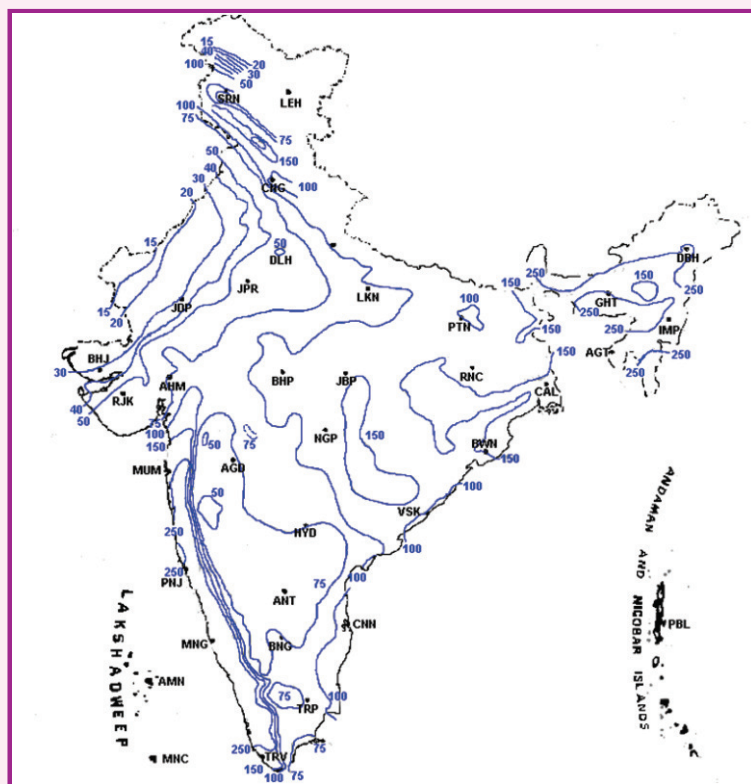 15
40
100
20
30
50
SRN
LEH
100
75
75
150
50
40
30
20
CHG
100
15
50
DLH
JPR
LKN
JDP
15
20
100
PTN
150
150
250
DBH
150
GHT
250
250
250
IMP
AGT
250
250
BHJ
30
RJK
40
50
AHM
75
100
150
BHP
JBP
RNC
150
CAL
50
75
NGP
150
BWN
150
MUM
AGD
50
VSK
100
100
HYD
250
250
PNJ
75
100
ANT
CNN
MNG
BNG
75
TRP
100
250
TRV
150
100
75
75
LAKSHADWEEP
AMN
MNC
ANDAMAN AND NICOBAR ISLANDS
PBL